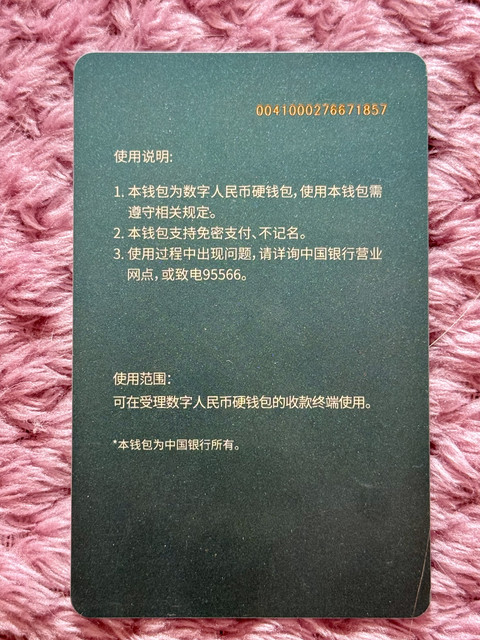 0041000276671857
使用说明:
1. 本钱包为数字人民币硬钱包,使用本钱包需
遵守相关规定。
2. 本钱包支持免密支付、不记名。
3. 使用过程中出现问题,请详询中国银行营业
网点,或致电95566。
使用范围:
可在受理数字人民币硬钱包的收款终端使用。
*本钱包为中国银行所有。